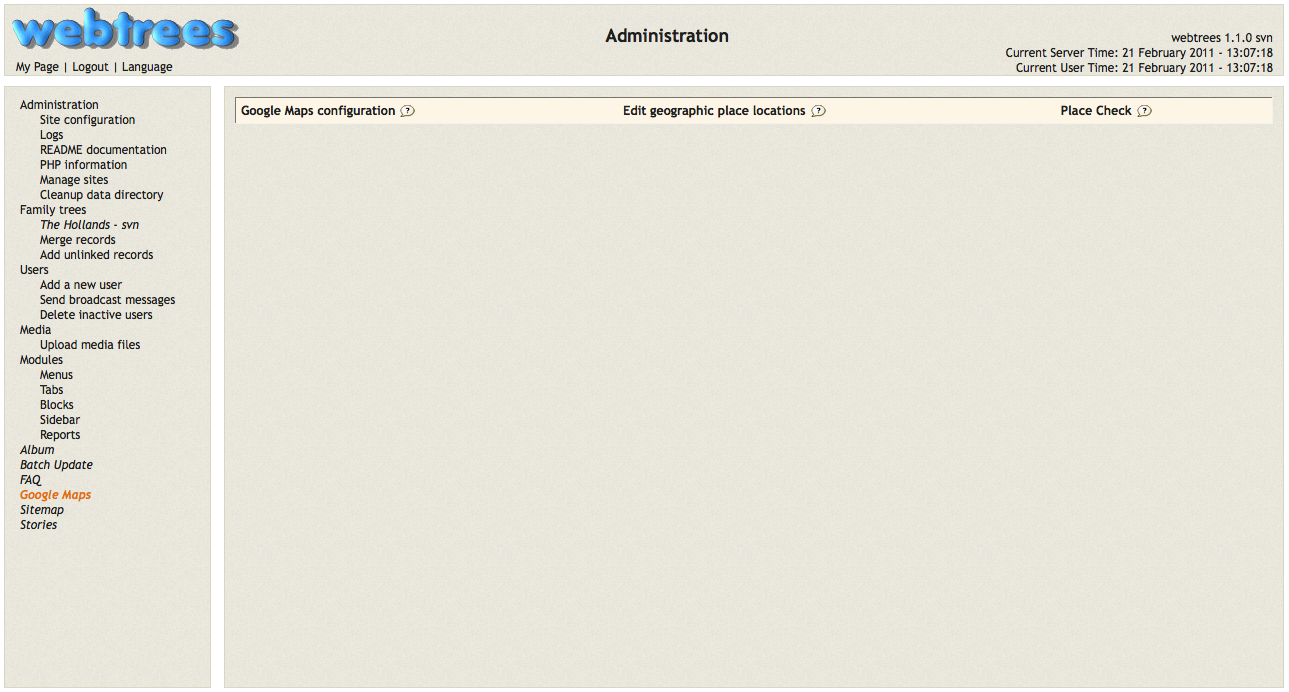 webtrees
Administration
webtrees 1.1.0 svn
Current Server Time: 21 February 2011 - 13:07:18
My Page | Logout | Language
Current User Time: 21 February 2011 - 13:07:18
Administration
Site configuration
Logs
README documentation
PHP information
Manage sites
Cleanup data directory
Family trees
The Hollands - svn
Merge records
Add unlinked records
Users
Add a new user
Send broadcast messages
Delete inactive users
Media
Upload media files
Modules
Menus
Tabs
Blocks
Sidebar
Reports
Album
Batch Update
FAQ
Google Maps
Sitemap
Stories
Google Maps configuration ? Edit geographic place locations ? Place Check ?